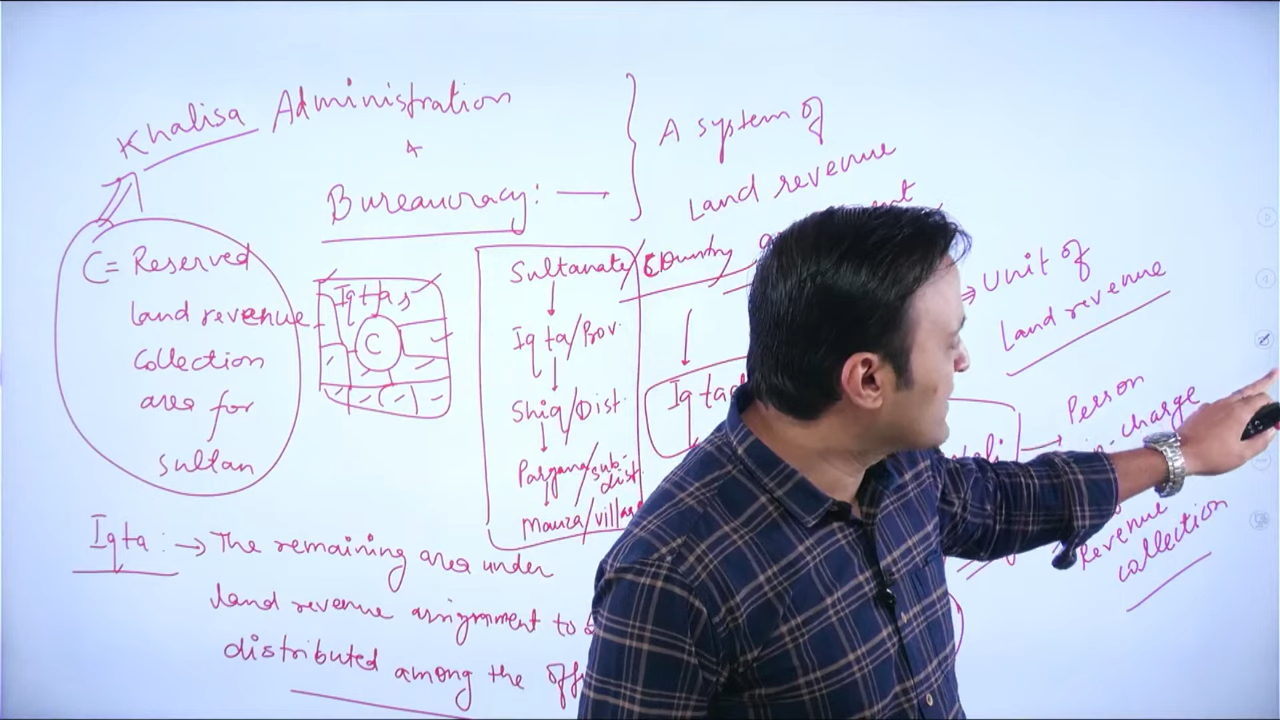 Khalisa Administration
+
Bureaucracy: —
A system of
Land revenue
C = Reserved
land revenue
collection
area for
sultan
Iqtas
C
Sultanate/Country
Iqta/Prov.
Shiq/Dist.
Pargana/sub-dist.
Mauza/
Unit of
Land revenue
Person
in-charge
Revenue
collection
Iqta: → The remaining area under
land revenue assignment to
distributed among the